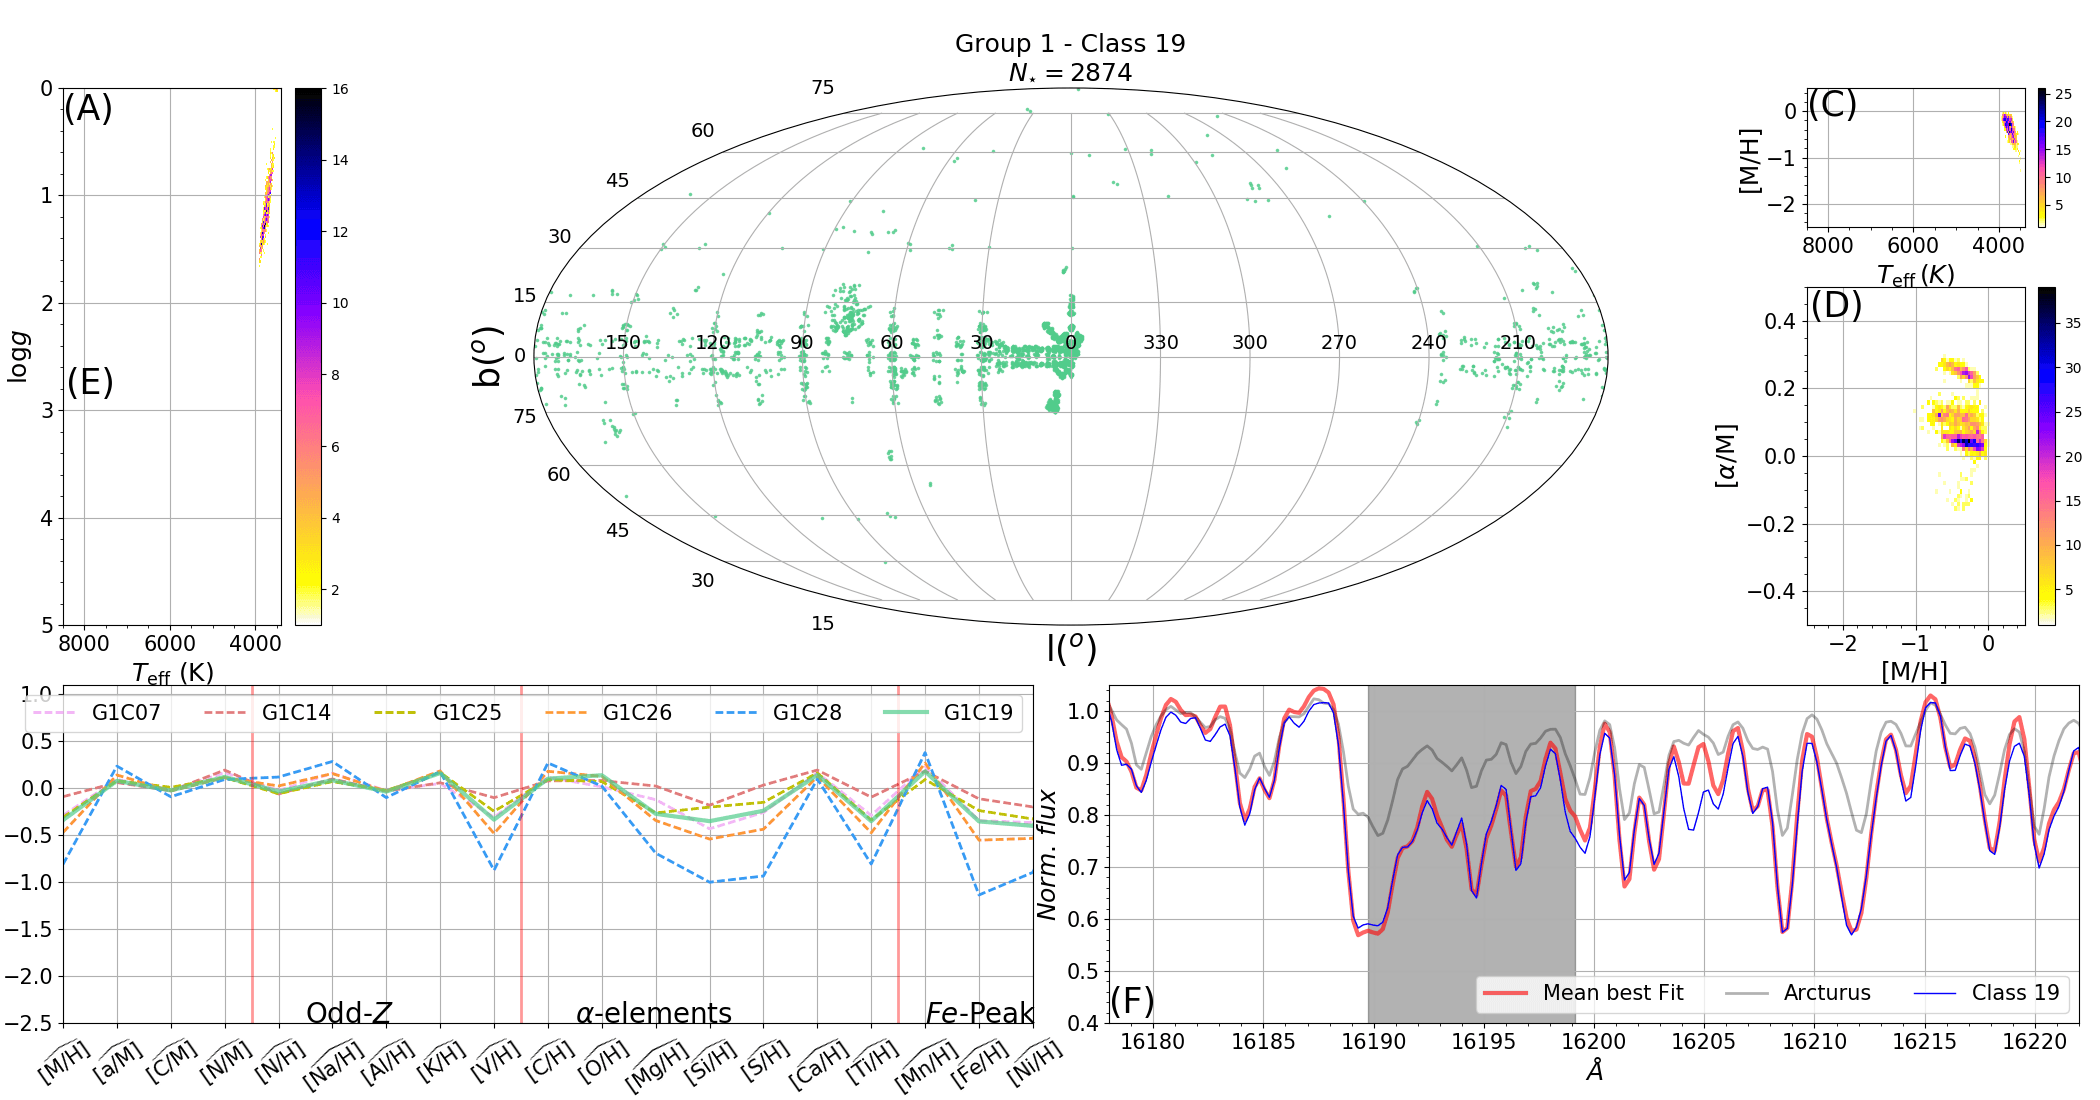 Group 1 - Class 19
N⋆ = 2874
(A)
0
1
2
3
4
5
log g
(E)
8000 6000 4000
Teff (K)
16
14
12
10
8
6
4
2
75
60
45
30
15
0
75
60
45
30
15
b(o)
150 120 90 60 30 0 330 300 270 240 210
l(o)
(C)
0
−1
−2
[M/H]
8000 6000 4000
Teff (K)
25
20
15
10
5
(D)
0.4
0.2
0.0
−0.2
−0.4
[α/M]
−2 −1 0
[M/H]
35
30
25
20
15
10
5
1.0
0.5
0.0
−0.5
−1.0
−1.5
−2.0
−2.5
G1C07 G1C14 G1C25 G1C26 G1C28 G1C19
Odd-Z α-elements Fe-Peak
[M/H] [a/M] [C/M] [N/M] [N/H] [Na/H] [Al/H] [K/H] [V/H] [C/H] [O/H] [Mg/H] [Si/H] [S/H] [Ca/H] [Ti/H] [Mn/H] [Fe/H] [Ni/H]
1.0
0.9
0.8
0.7
0.6
0.5
0.4
Norm. flux
(F)
Mean best Fit Arcturus Class 19
16180 16185 16190 16195 16200 16205 16210 16215 16220
Å